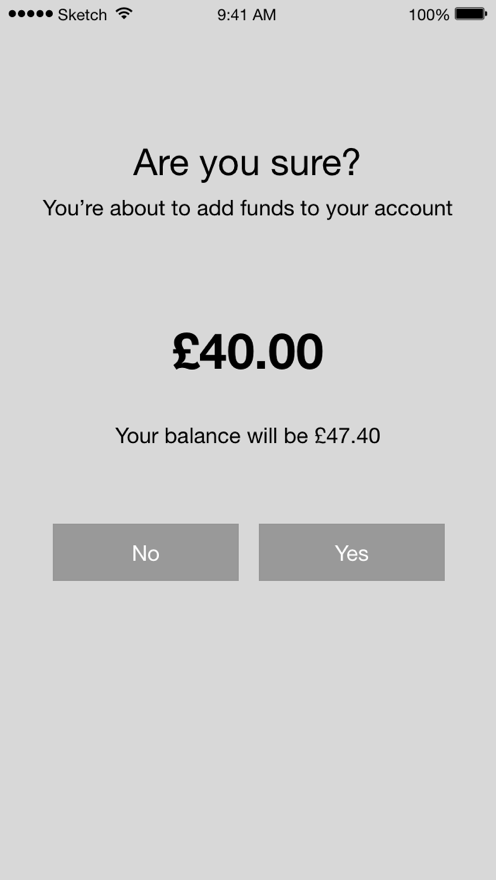 Sketch 9:41 AM 100%
Are you sure?
You’re about to add funds to your account
£40.00
Your balance will be £47.40
No Yes